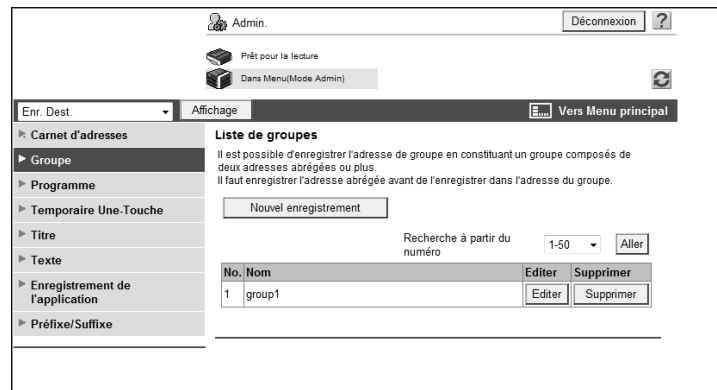 Admin.
Déconnexion
?
Prêt pour la lecture
Dans Menu(Mode Admin)
Enr. Dest.
Affichage
Vers Menu principal
Carnet d'adresses
Groupe
Programme
Temporaire Une-Touche
Titre
Texte
Enregistrement de
l'application
Préfixe/Suffixe
Liste de groupes
Il est possible d'enregistrer l'adresse de groupe en constituant un groupe composés de
deux adresses abrégées ou plus.
Il faut enregistrer l'adresse abrégée avant de l'enregistrer dans l'adresse du groupe.
Nouvel enregistrement
Recherche à partir du
numéro
1-50
Aller
No. Nom Editer Supprimer
1 group1 Editer Supprimer